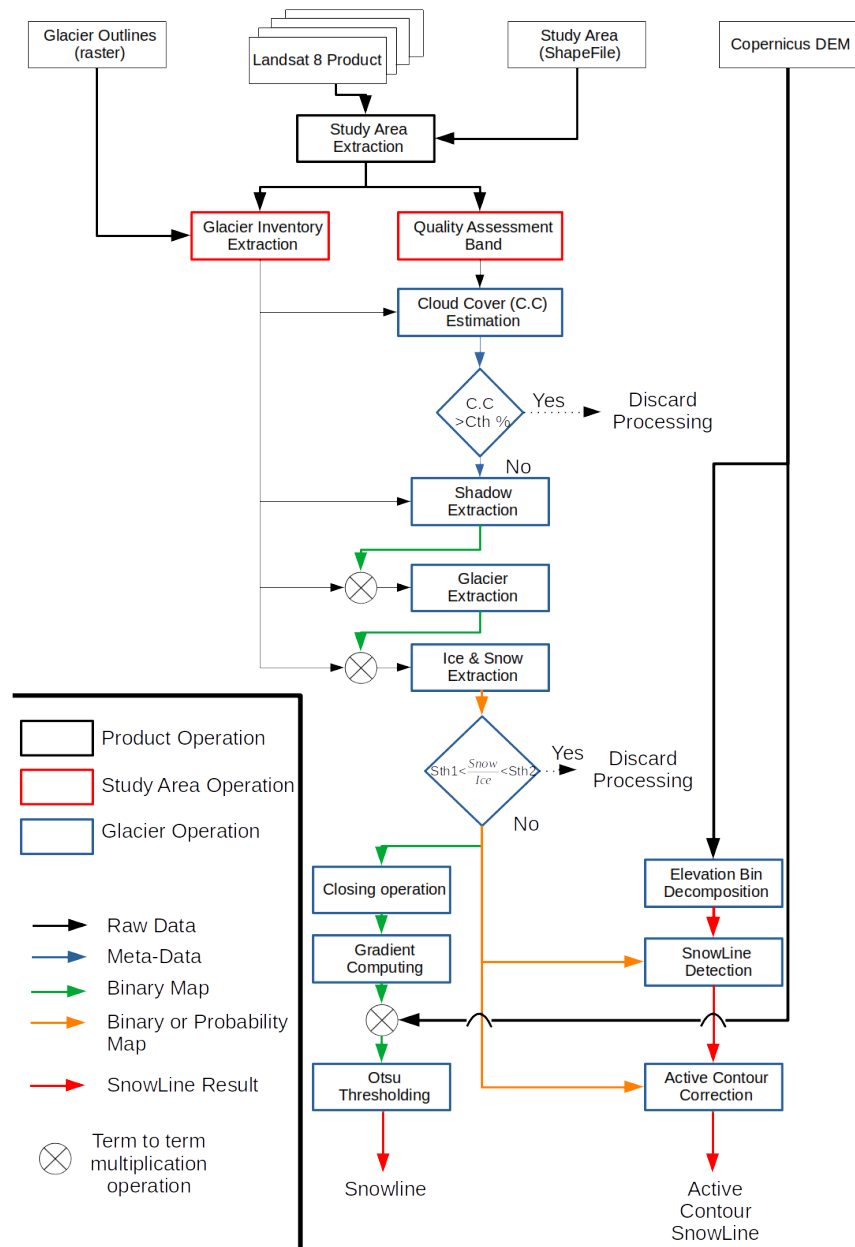 Glacier Outlines
(raster)
Landsat 8 Product
Study Area
(ShapeFile)
Copernicus DEM
Study Area
Extraction
Glacier Inventory
Extraction
Quality Assessment
Band
Cloud Cover (C.C)
Estimation
C.C
>Cth %
Yes
Discard
Processing
No
Shadow
Extraction
Glacier
Extraction
Ice & Snow
Extraction
Sth1<Snow/Ice<Sth2
Yes
Discard
Processing
No
Product Operation
Study Area Operation
Glacier Operation
Raw Data
Meta-Data
Binary Map
Binary or Probability
Map
SnowLine Result
Term to term
multiplication
operation
Closing operation
Gradient
Computing
Otsu
Thresholding
Snowline
Elevation Bin
Decomposition
SnowLine
Detection
Active Contour
Correction
Active
Contour
SnowLine